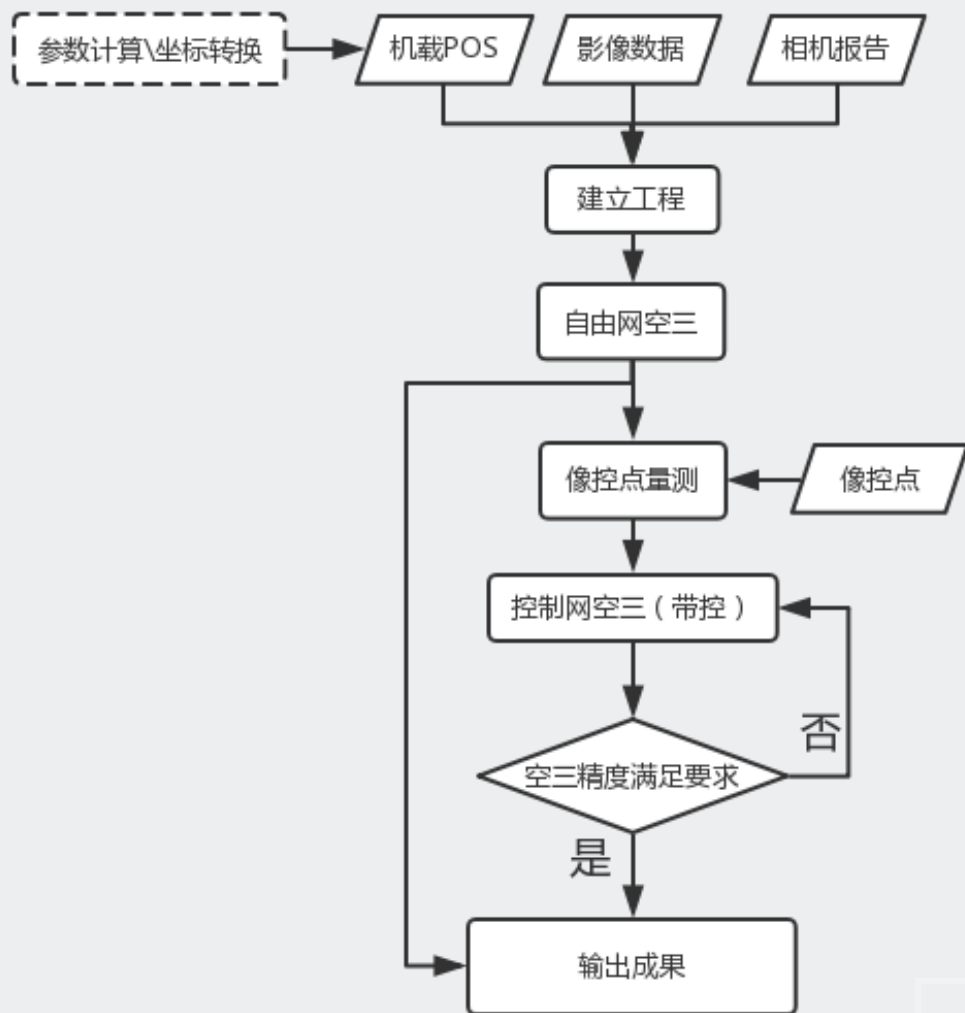 参数计算\坐标转换
机载POS
影像数据
相机报告
建立工程
自由网空三
像控点量测
像控点
控制网空三（带控）
否
空三精度满足要求
是
输出成果